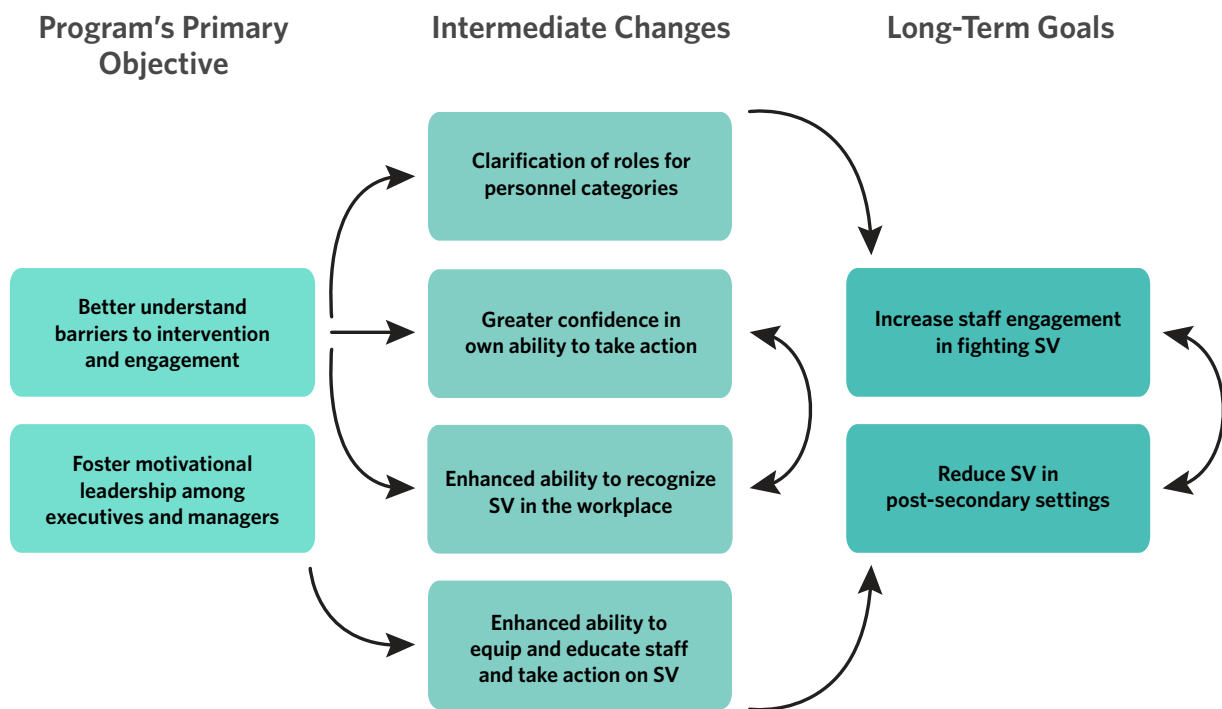 Program's Primary
Objective
Intermediate Changes
Long-Term Goals
Better understand
barriers to intervention
and engagement
Foster motivational
leadership among
executives and managers
Clarification of roles for
personnel categories
Greater confidence in
own ability to take action
Enhanced ability to recognize
SV in the workplace
Enhanced ability to
equip and educate staff
and take action on SV
Increase staff engagement
in fighting SV
Reduce SV in
post-secondary settings